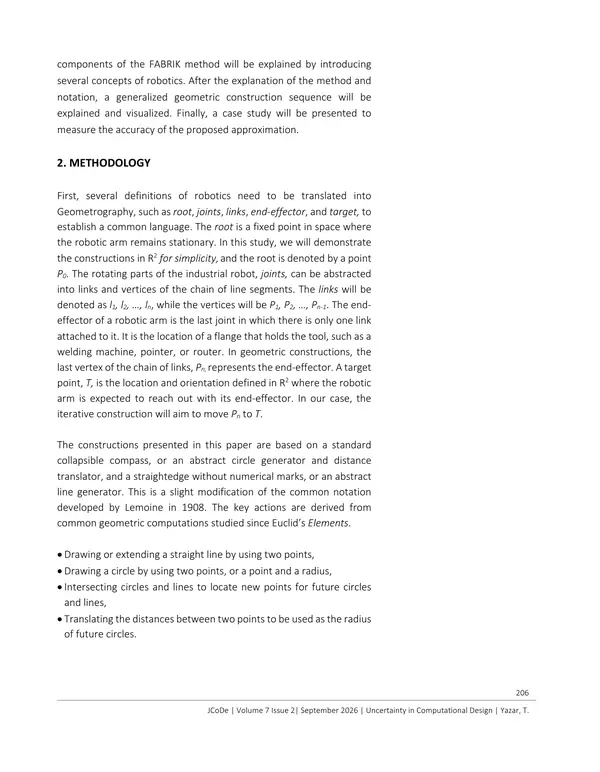 components of the FABRIK method will be explained by introducing
several concepts of robotics. After the explanation of the method and
notation, a generalized geometric construction sequence will be
explained and visualized. Finally, a case study will be presented to
measure the accuracy of the proposed approximation.
2. METHODOLOGY
First, several definitions of robotics need to be translated into
Geometrography, such as root, joints, links, end-effector, and target, to
establish a common language. The root is a fixed point in space where
the robotic arm remains stationary. In this study, we will demonstrate
the constructions in R² for simplicity, and the root is denoted by a point
P₀. The rotating parts of the industrial robot, joints, can be abstracted
into links and vertices of the chain of line segments. The links will be
denoted as l₁, l₂, …, lₙ, while the vertices will be P₁, P₂, …, Pₙ₋₁. The end-
effector of a robotic arm is the last joint in which there is only one link
attached to it. It is the location of a flange that holds the tool, such as a
welding machine, pointer, or router. In geometric constructions, the
last vertex of the chain of links, Pₙ, represents the end-effector. A target
point, T, is the location and orientation defined in R² where the robotic
arm is expected to reach out with its end-effector. In our case, the
iterative construction will aim to move Pₙ to T.
The constructions presented in this paper are based on a standard
collapsible compass, or an abstract circle generator and distance
translator, and a straightedge without numerical marks, or an abstract
line generator. This is a slight modification of the common notation
developed by Lemoine in 1908. The key actions are derived from
common geometric computations studied since Euclid's Elements.
• Drawing or extending a straight line by using two points,
• Drawing a circle by using two points, or a point and a radius,
• Intersecting circles and lines to locate new points for future circles
and lines,
• Translating the distances between two points to be used as the radius
of future circles.
206
JCoDe | Volume 7 Issue 2| September 2026 | Uncertainty in Computational Design | Yazar, T.